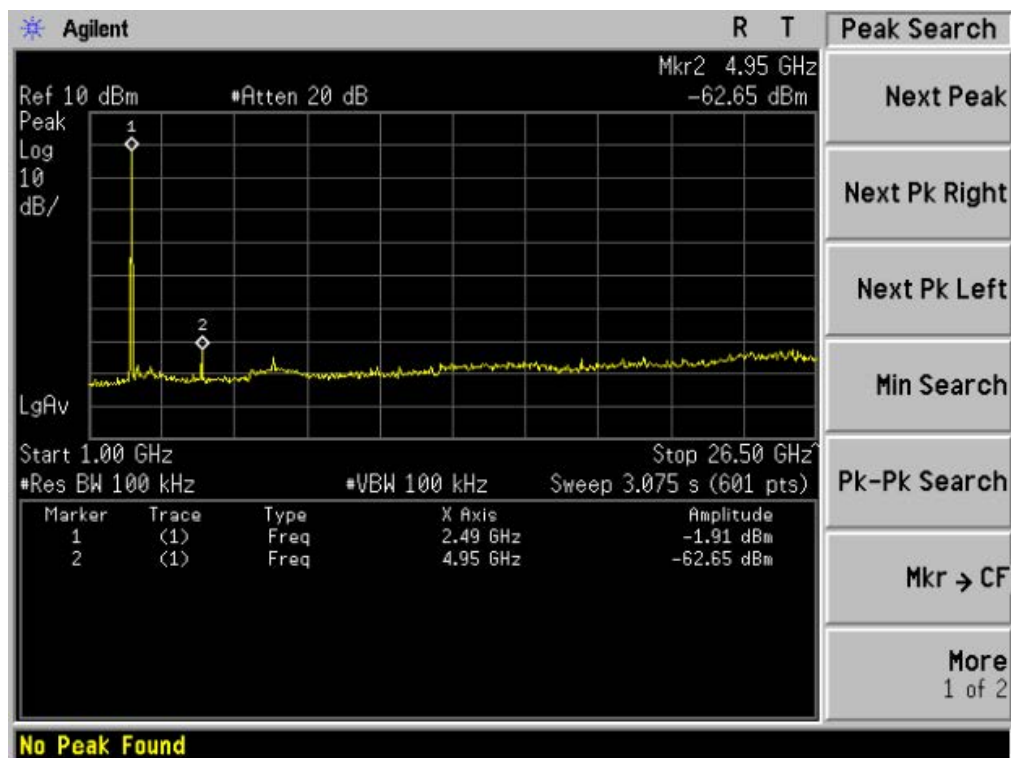 Agilent R T
Mkr2 4.95 GHz
Ref 10 dBm #Atten 20 dB -62.65 dBm
Peak
Log
10
dB/
1
2
LgAv
Start 1.00 GHz Stop 26.50 GHz^
#Res BW 100 kHz #VBW 100 kHz Sweep 3.075 s (601 pts)
Marker Trace Type X Axis Amplitude
1 (1) Freq 2.49 GHz -1.91 dBm
2 (1) Freq 4.95 GHz -62.65 dBm
No Peak Found
Peak Search
Next Peak
Next Pk Right
Next Pk Left
Min Search
Pk-Pk Search
Mkr → CF
More
1 of 2